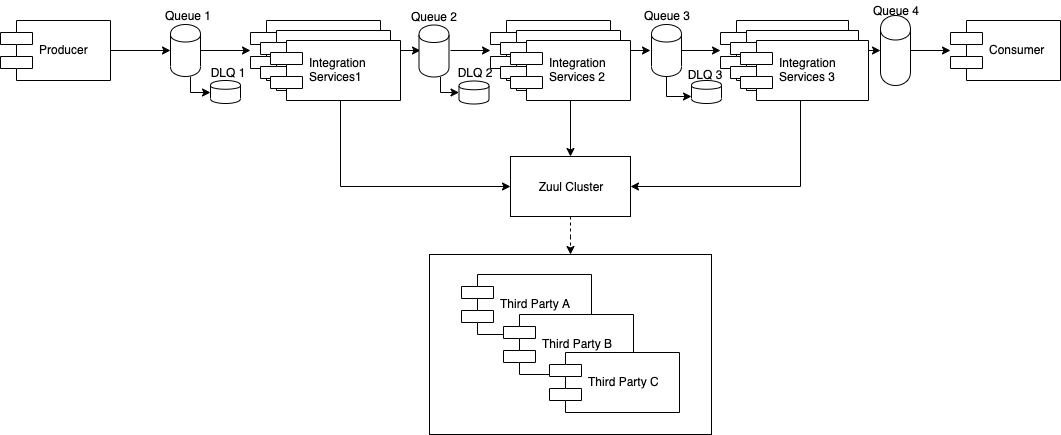 Queue 1
Queue 2
Queue 3
Queue 4
Producer
DLQ 1
Integration
Services1
DLQ 2
Integration
Services 2
DLQ 3
Integration
Services 3
Consumer
Zuul Cluster
Third Party A
Third Party B
Third Party C